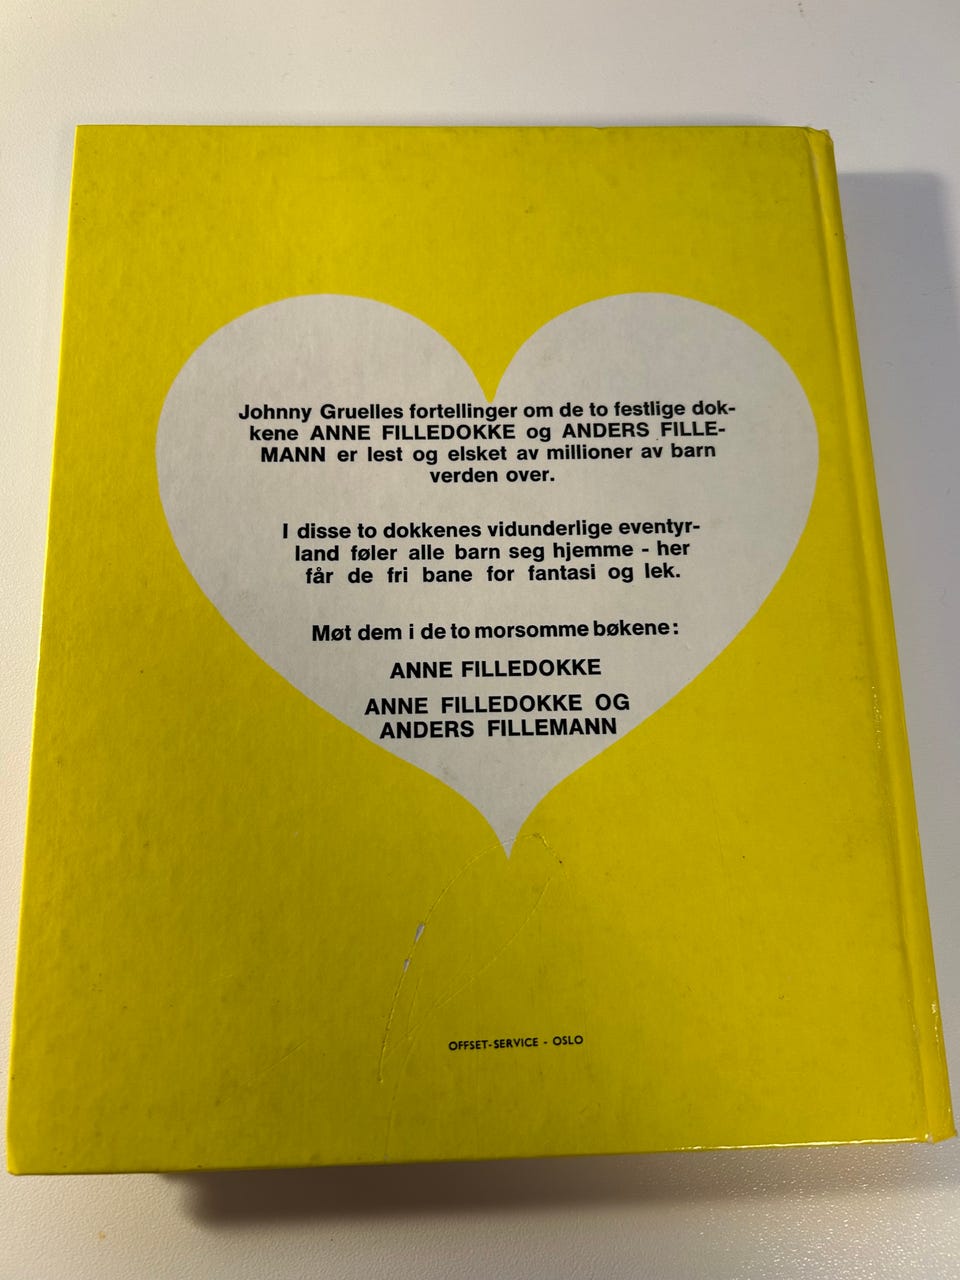 Johnny Gruelles fortellinger om de to festlige dok-
kene ANNE FILLEDOKKE og ANDERS FILLE-
MANN er lest og elsket av millioner av barn
verden over.
I disse to dokkenes vidunderlige eventyr-
land føler alle barn seg hjemme - her
får de fri bane for fantasi og lek.
Møt dem i de to morsomme bøkene:
ANNE FILLEDOKKE
ANNE FILLEDOKKE OG
ANDERS FILLEMANN
OFFSET-SERVICE - OSLO